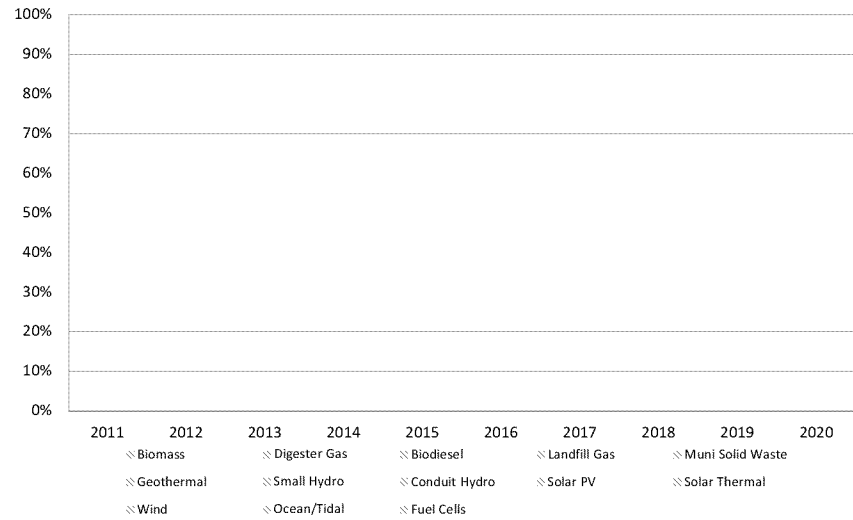 100%
90%
80%
70%
60%
50%
40%
30%
20%
10%
0%
2011 2012 2013 2014 2015 2016 2017 2018 2019 2020
Biomass Digester Gas Biodiesel Landfill Gas Muni Solid Waste
Geothermal Small Hydro Conduit Hydro Solar PV Solar Thermal
Wind Ocean/Tidal Fuel Cells